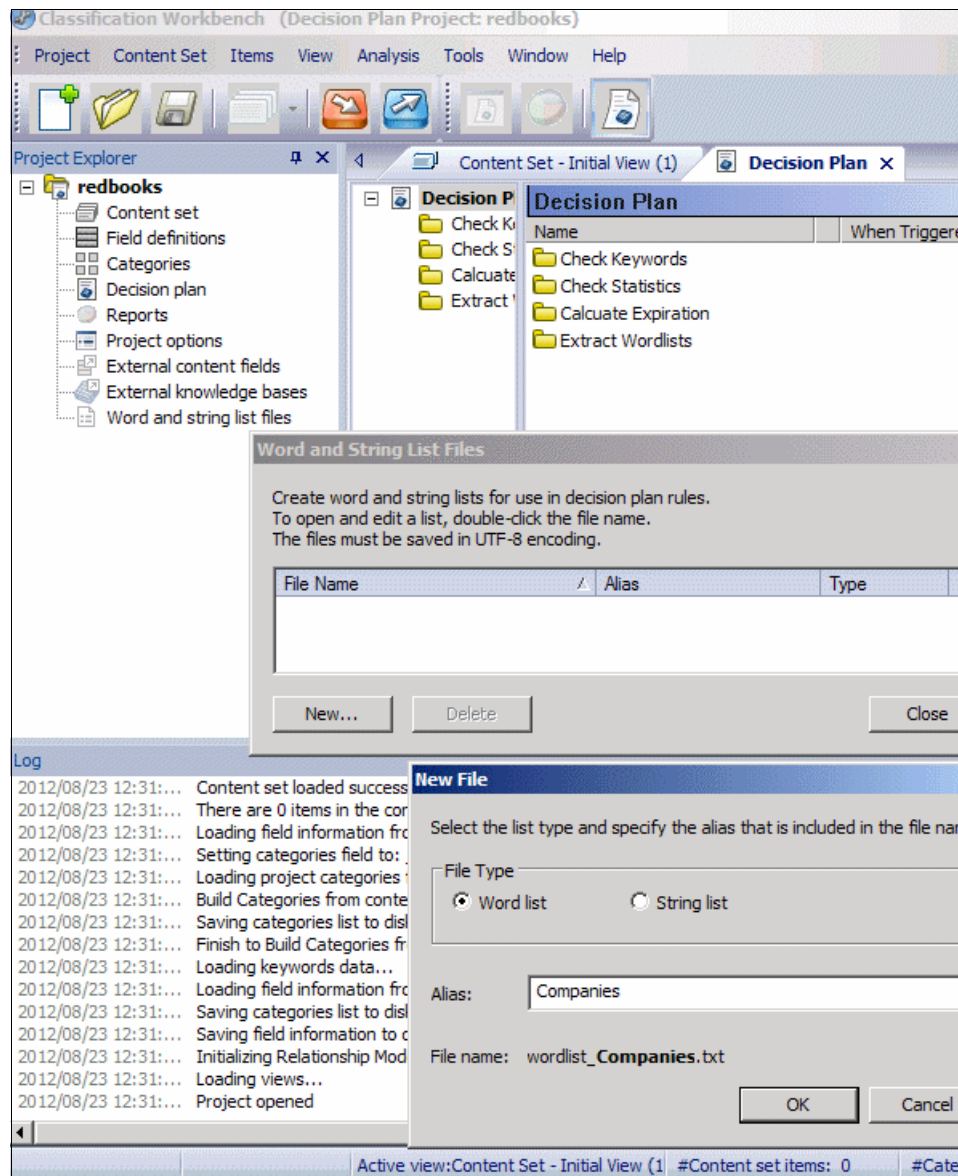 Classification Workbench (Decision Plan Project: redbooks)
Project Content Set Items View Analysis Tools Window Help
Project Explorer
redbooks
Content set
Field definitions
Categories
Decision plan
Reports
Project options
External content fields
External knowledge bases
Word and string list files
Content Set - Initial View (1)
Decision Plan
Decision P
Check K
Check S
Calcuate
Extract
Decision Plan
Name When Triggere
Check Keywords
Check Statistics
Calcuate Expiration
Extract Wordlists
Word and String List Files
Create word and string lists for use in decision plan rules.
To open and edit a list, double-click the file name.
The files must be saved in UTF-8 encoding.
File Name Alias Type
New... Delete Close
Log
2012/08/23 12:31:... Content set loaded success
2012/08/23 12:31:... There are 0 items in the cor
2012/08/23 12:31:... Loading field information frc
2012/08/23 12:31:... Setting categories field to:
2012/08/23 12:31:... Loading project categories
2012/08/23 12:31:... Build Categories from conte
2012/08/23 12:31:... Saving categories list to disl
2012/08/23 12:31:... Finish to Build Categories fr
2012/08/23 12:31:... Loading keywords data...
2012/08/23 12:31:... Loading field information frc
2012/08/23 12:31:... Saving categories list to disl
2012/08/23 12:31:... Saving field information to c
2012/08/23 12:31:... Initializing Relationship Mod
2012/08/23 12:31:... Loading views...
2012/08/23 12:31:... Project opened
New File
Select the list type and specify the alias that is included in the file nar
File Type
Word list String list
Alias: Companies
File name: wordlist_Companies.txt
OK Cancel
Active view:Content Set - Initial View (1 #Content set items: 0 #Cate